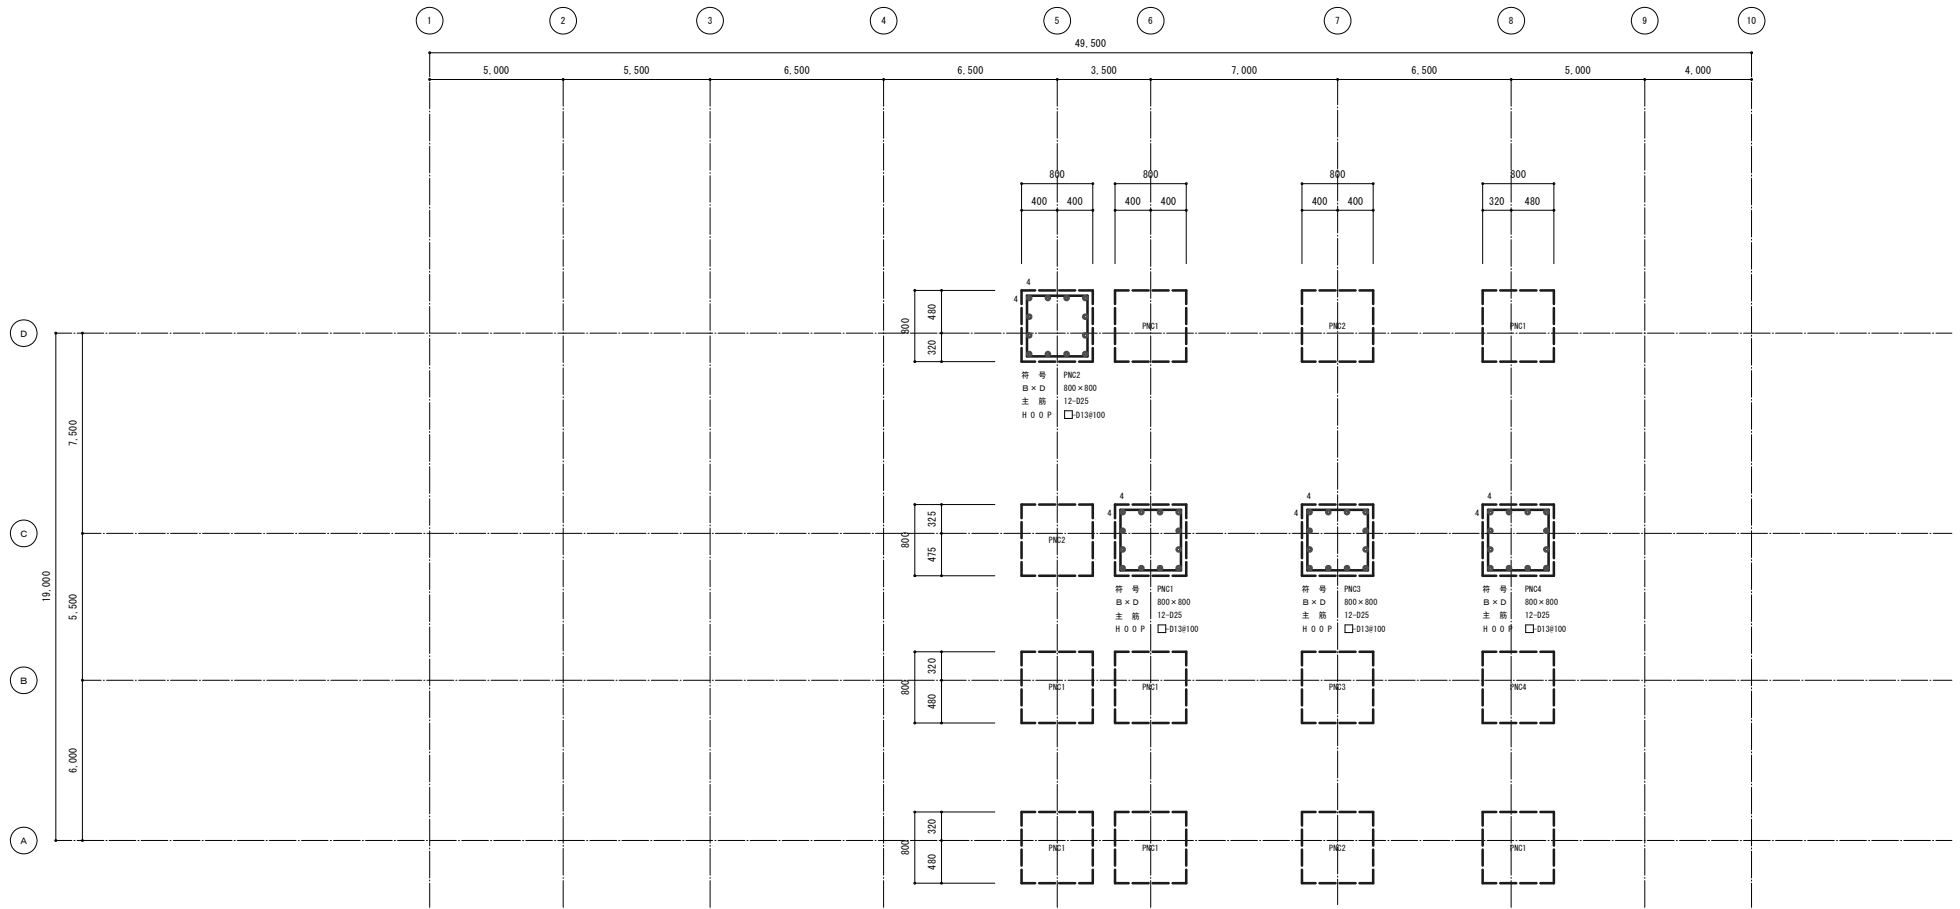 1 2 3 4 5 6 7 8 9 10
49,500
5,000 5,500 6,500 6,500 3,500 7,000 6,500 5,000 4,000
800 800 800 800
400 400 400 400 400 400 320 480
4
4
D
800
480
320
PNC1 PNC2 PNC1
符 号 PNC2
B×D 800×800
主 筋 12-D25
HOOP □-D13@100
7,500
4 4 4
4 4 4
C
800
325
475
PNC2
符 号 PNC1
B×D 800×800
主 筋 12-D25
HOOP □-D13@100
符 号 PNC3
B×D 800×800
主 筋 12-D25
HOOP □-D13@100
符 号 PNC4
B×D 800×800
主 筋 12-D25
HOOP □-D13@100
19,000
5,500
B
800
320
480
PNC1 PNC1 PNC3 PNC4
6,000
A
800
320
480
PNC1 PNC1 PNC2 PNC1